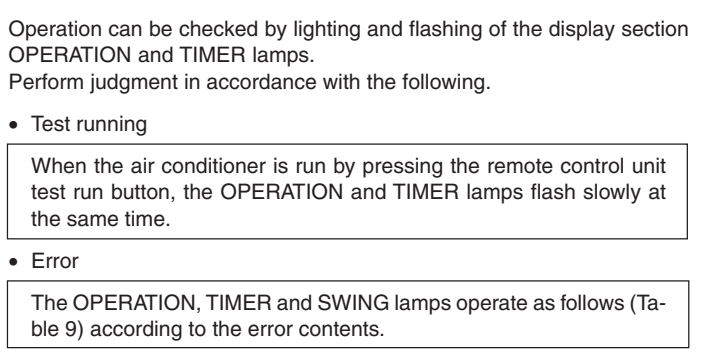 Operation can be checked by lighting and flashing of the display section
OPERATION and TIMER lamps.
Perform judgment in accordance with the following.
• Test running
When the air conditioner is run by pressing the remote control unit
test run button, the OPERATION and TIMER lamps flash slowly at
the same time.
• Error
The OPERATION, TIMER and SWING lamps operate as follows (Ta-
ble 9) according to the error contents.